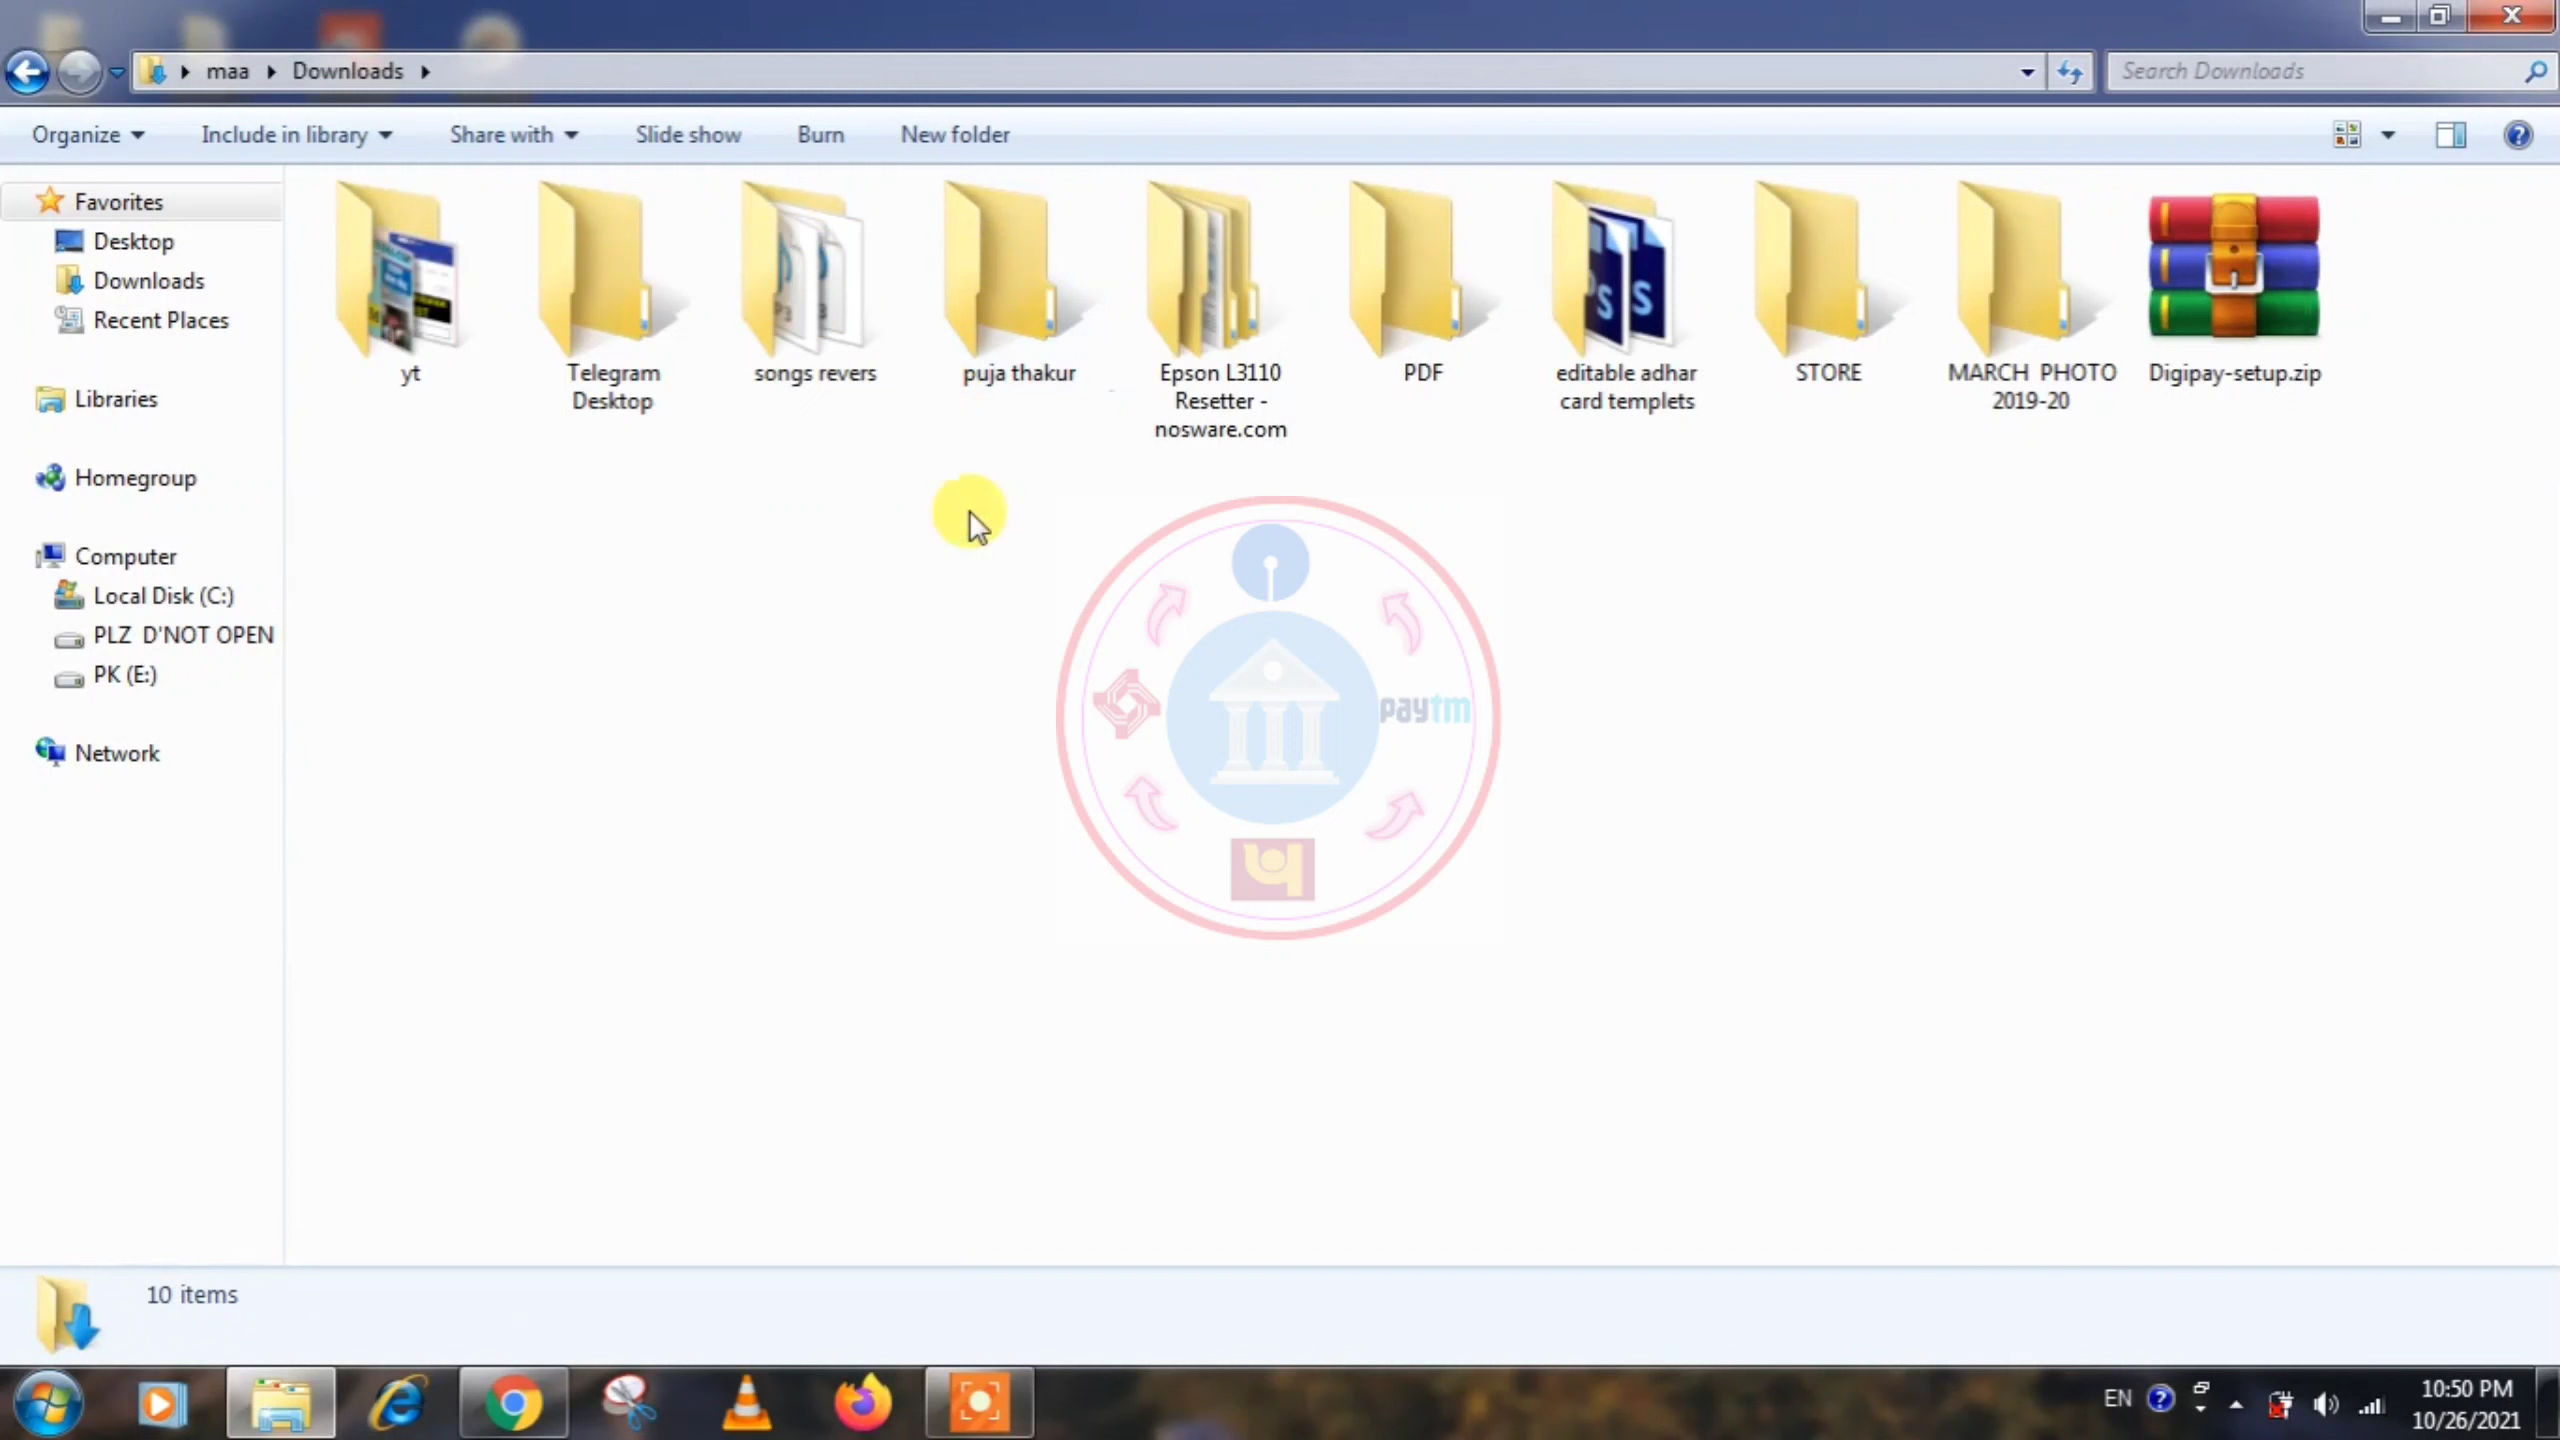 maa Downloads
Search Downloads
Organize Include in library Share with Slide show Burn New folder
Favorites
Desktop
Downloads
Recent Places
Libraries
Homegroup
Computer
Local Disk (C:)
PLZ D'NOT OPEN
PK (E:)
Network
yt
Telegram
Desktop
songs revers
puja thakur
Epson L3110
Resetter -
nosware.com
PDF
editable adhar
card templets
STORE
MARCH PHOTO
2019-20
Digipay-setup.zip
paytm
10 items
EN
10:50 PM
10/26/2021